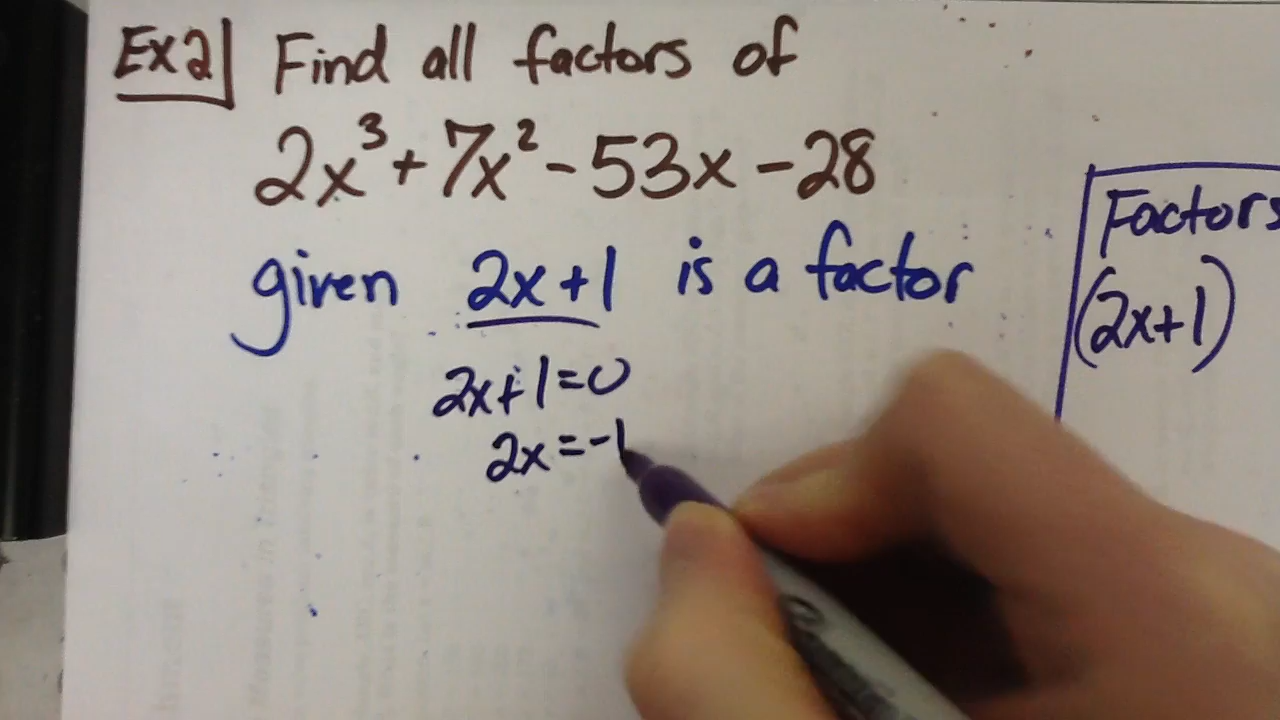 Ex2 Find all factors of
2x³ + 7x² - 53x - 28
given 2x+1 is a factor
2x+1=0
2x=-1
Factors
(2x+1)